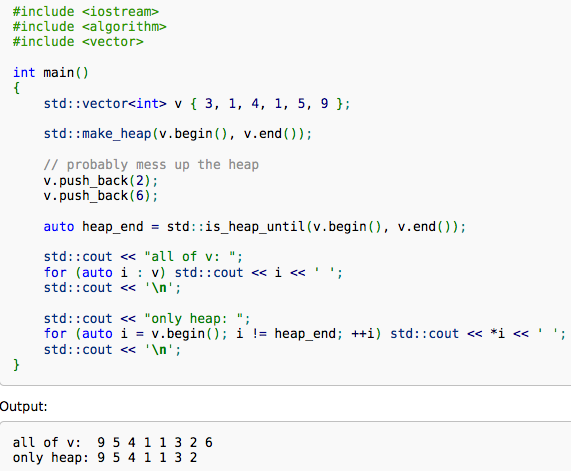 #include <iostream>
#include <algorithm>
#include <vector>

int main()
{
    std::vector<int> v { 3, 1, 4, 1, 5, 9 };

    std::make_heap(v.begin(), v.end());

    // probably mess up the heap
    v.push_back(2);
    v.push_back(6);

    auto heap_end = std::is_heap_until(v.begin(), v.end());

    std::cout << "all of v: ";
    for (auto i : v) std::cout << i << ' ';
    std::cout << '\n';

    std::cout << "only heap: ";
    for (auto i = v.begin(); i != heap_end; ++i) std::cout << *i << ' ';
    std::cout << '\n';
}
Output:
all of v:  9 5 4 1 1 3 2 6
only heap: 9 5 4 1 1 3 2